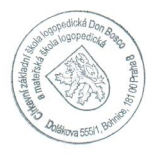 Církevní základní škola logopedická Don Bosco
a mateřská škola logopedická
Dolákova 555/1, Bohnice, 181 00 Praha 8